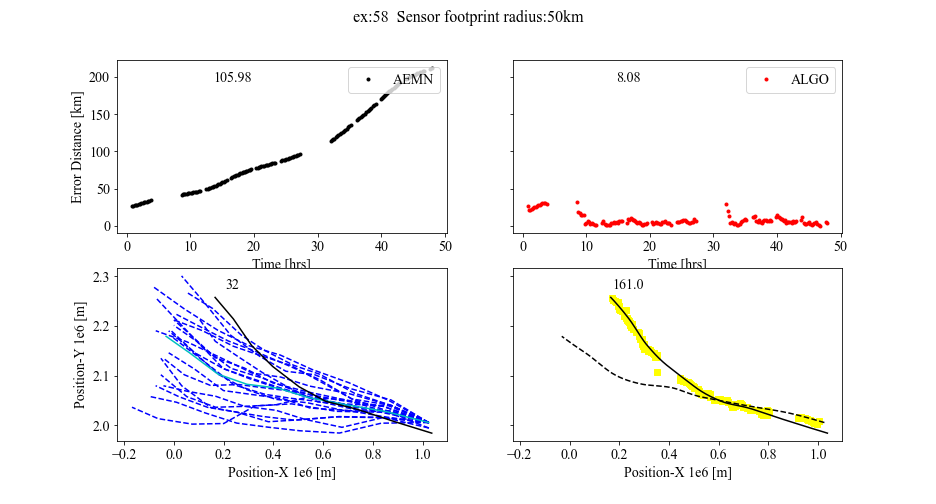 ex:58 Sensor footprint radius:50km
105.98
AEMN
8.08
ALGO
Error Distance [km]
200
150
100
50
0
0 10 20 30 40 50
0 10 20 30 40 50
Time [hrs]
Time [hrs]
32
161.0
Position-Y 1e6 [m]
2.3
2.2
2.1
2.0
−0.2 0.0 0.2 0.4 0.6 0.8 1.0
−0.2 0.0 0.2 0.4 0.6 0.8 1.0
Position-X 1e6 [m]
Position-X 1e6 [m]